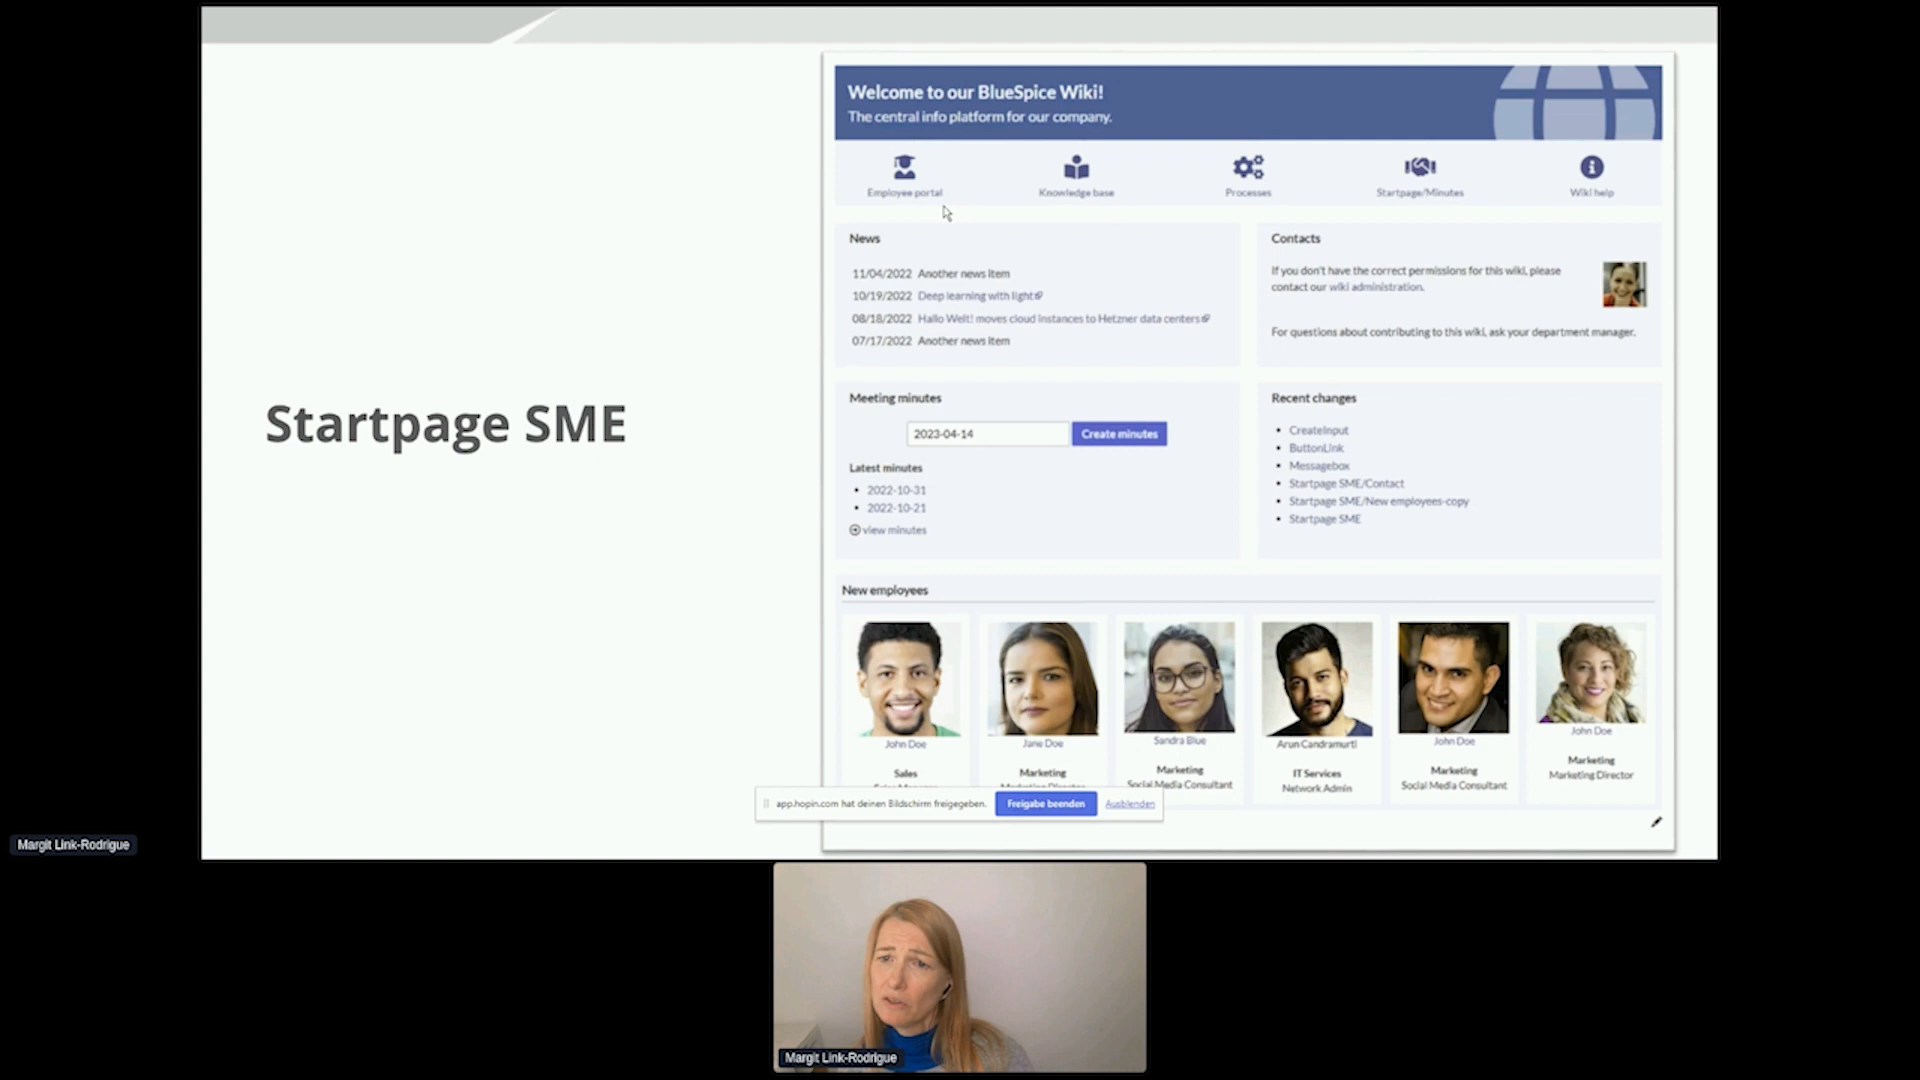 Startpage SME
Welcome to our BlueSpice Wiki!
The central info platform for our company.
Employee portal
Knowledge base
Processes
Startpage/Minutes
Wiki help
News
11/04/2022 Another news item
10/19/2022 Deep learning with light
08/18/2022 Hallo Welt! moves cloud instances to Hetzner data centers
07/17/2022 Another news item
Contacts
If you don't have the correct permissions for this wiki, please
contact our wiki administration.
For questions about contributing to this wiki, ask your department manager.
Meeting minutes
2023-04-14
Create minutes
Latest minutes
2022-10-31
2022-10-21
view minutes
Recent changes
CreateInput
ButtonLink
Messagebox
Startpage SME/Contact
Startpage SME/New employees-copy
Startpage SME
New employees
John Doe
Sales
Jane Doe
Marketing
Sandra Blue
Marketing
Social Media Consultant
Arun Candramurti
IT Services
Network Admin
John Doe
Marketing
Social Media Consultant
John Doe
Marketing
Marketing Director
app.hopin.com hat deinen Bildschirm freigegeben.
Freigabe beenden
Ausblenden
Margit Link-Rodrigue
Margit Link-Rodrigue